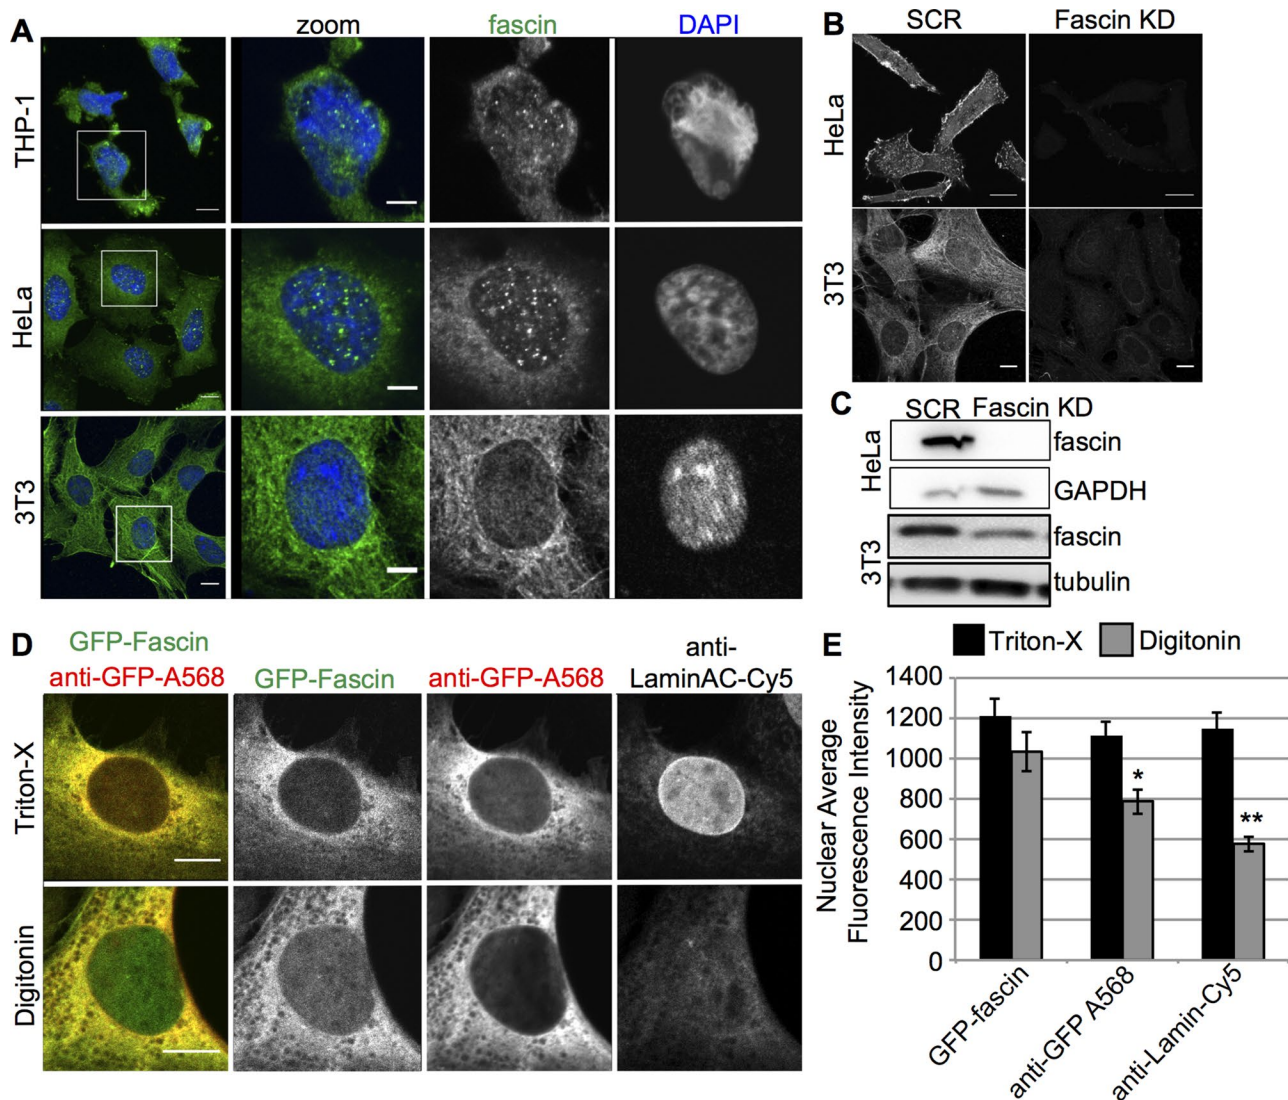 A
zoom
fascin
DAPI
THP-1
HeLa
3T3
B
SCR
Fascin KD
HeLa
3T3
C
SCR
Fascin KD
HeLa
fascin
GAPDH
3T3
fascin
tubulin
D
GFP-Fascin
anti-GFP-A568
GFP-Fascin
anti-GFP-A568
anti-
LaminAC-Cy5
Triton-X
Digitonin
E
Triton-X
Digitonin
Nuclear Average
Fluorescence Intensity
1400
1200
1000
800
600
400
200
0
*
**
GFP-fascin
anti-GFP A568
anti-Lamin-Cy5